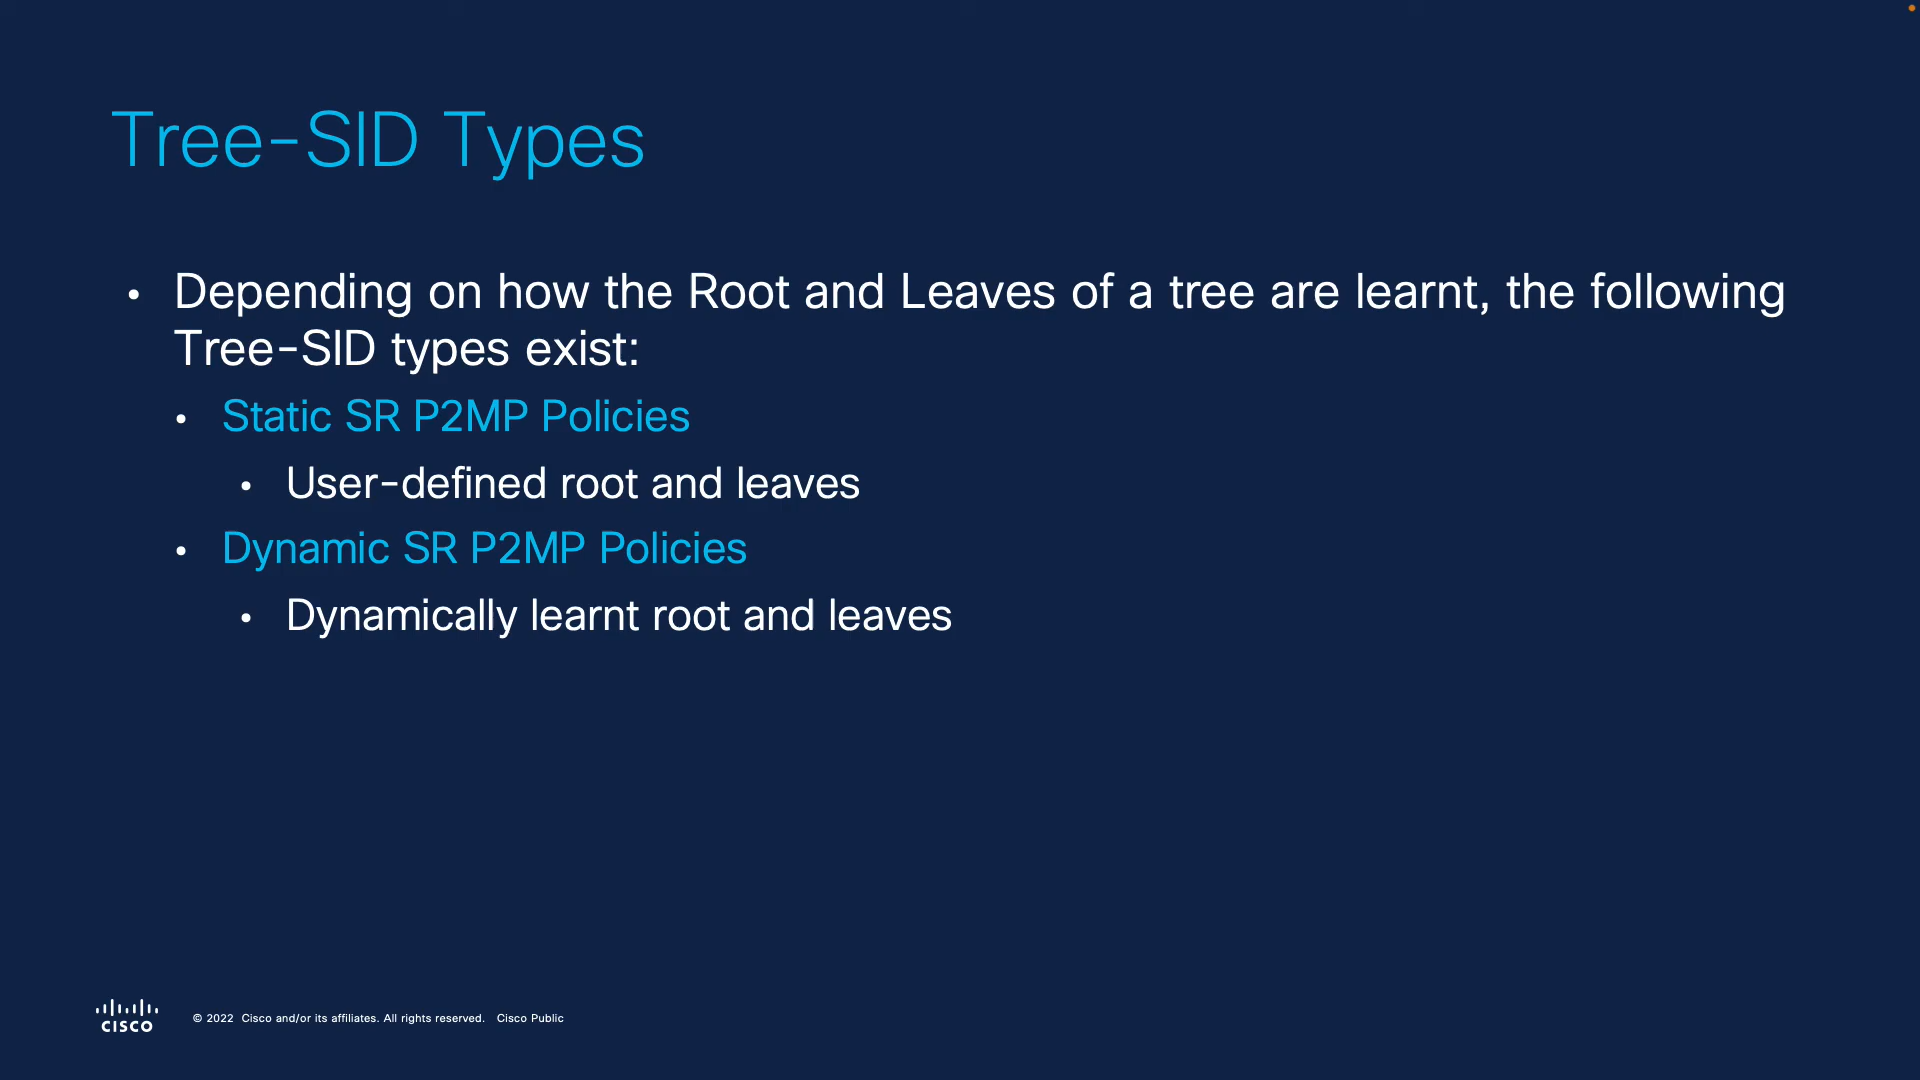 Tree-SID Types
• Depending on how the Root and Leaves of a tree are learnt, the following
Tree-SID types exist:
• Static SR P2MP Policies
• User-defined root and leaves
• Dynamic SR P2MP Policies
• Dynamically learnt root and leaves
CISCO
© 2022 Cisco and/or its affiliates. All rights reserved. Cisco Public